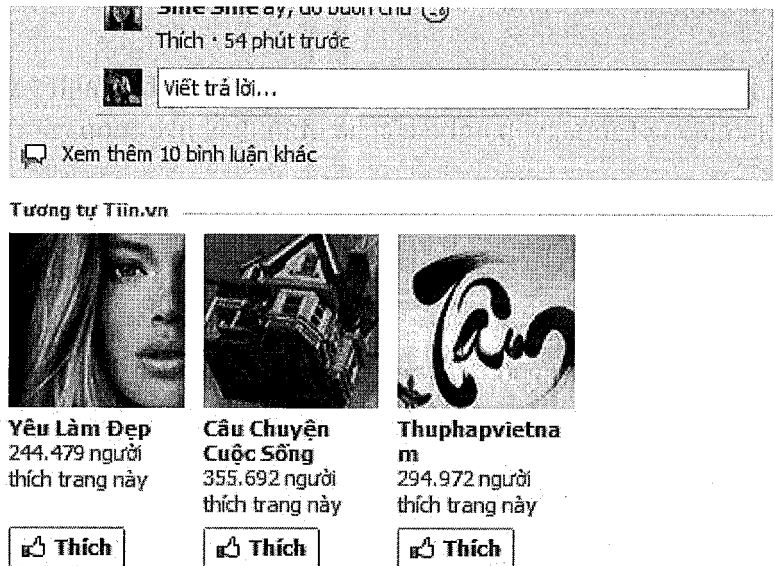 Thích · 54 phút trước
Viết trả lời...
Xem thêm 10 bình luận khác
Tương tự Tiin.vn
Tâm
Yêu Làm Đẹp
244.479 người
thích trang này
Thích
Câu Chuyện
Cuộc Sống
355.692 người
thích trang này
Thích
Thuphapvietna
m
294.972 người
thích trang này
Thích